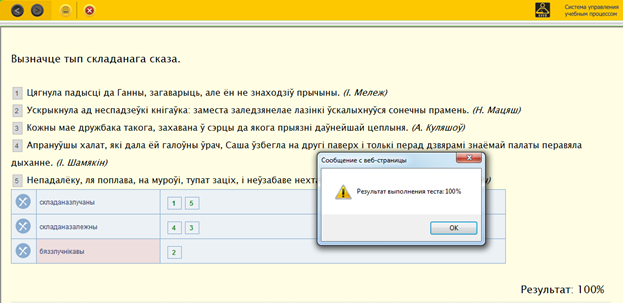 Система управления
учебным процессом
Вызначце тып складанага сказа.
1 Цягнула падысці да Ганны, загаварыць, але ён не знаходзіў прычыны. (І. Мележ)
2 Ускрыкнула ад неспадзеўкі кнігаўка: заместа заледзянелае лазінкі ўскалыхнуўся сонечны прамень. (Н. Мацяш)
3 Кожны мае дружбака такога, захавана ў сэрцы да якога прыязні даўнейшай цеплыня. (А. Куляшоў)
4 Апрануўшы халат, які дала ёй галоўны ўрач, Саша ўзбегла на другі паверх і толькі перад дзвярамі знаёмай палаты перавяла
дыханне. (І. Шамякін)
5 Непадалёку, ля поплава, на муроўі, тупат заціх, і неўзабаве нехта
Сообщение с веб-страницы
Результат выполнения теста: 100%
OK
складаназлучаны 1 5
складаназалежны 4 3
бяззлучнікавы 2
Результат: 100%